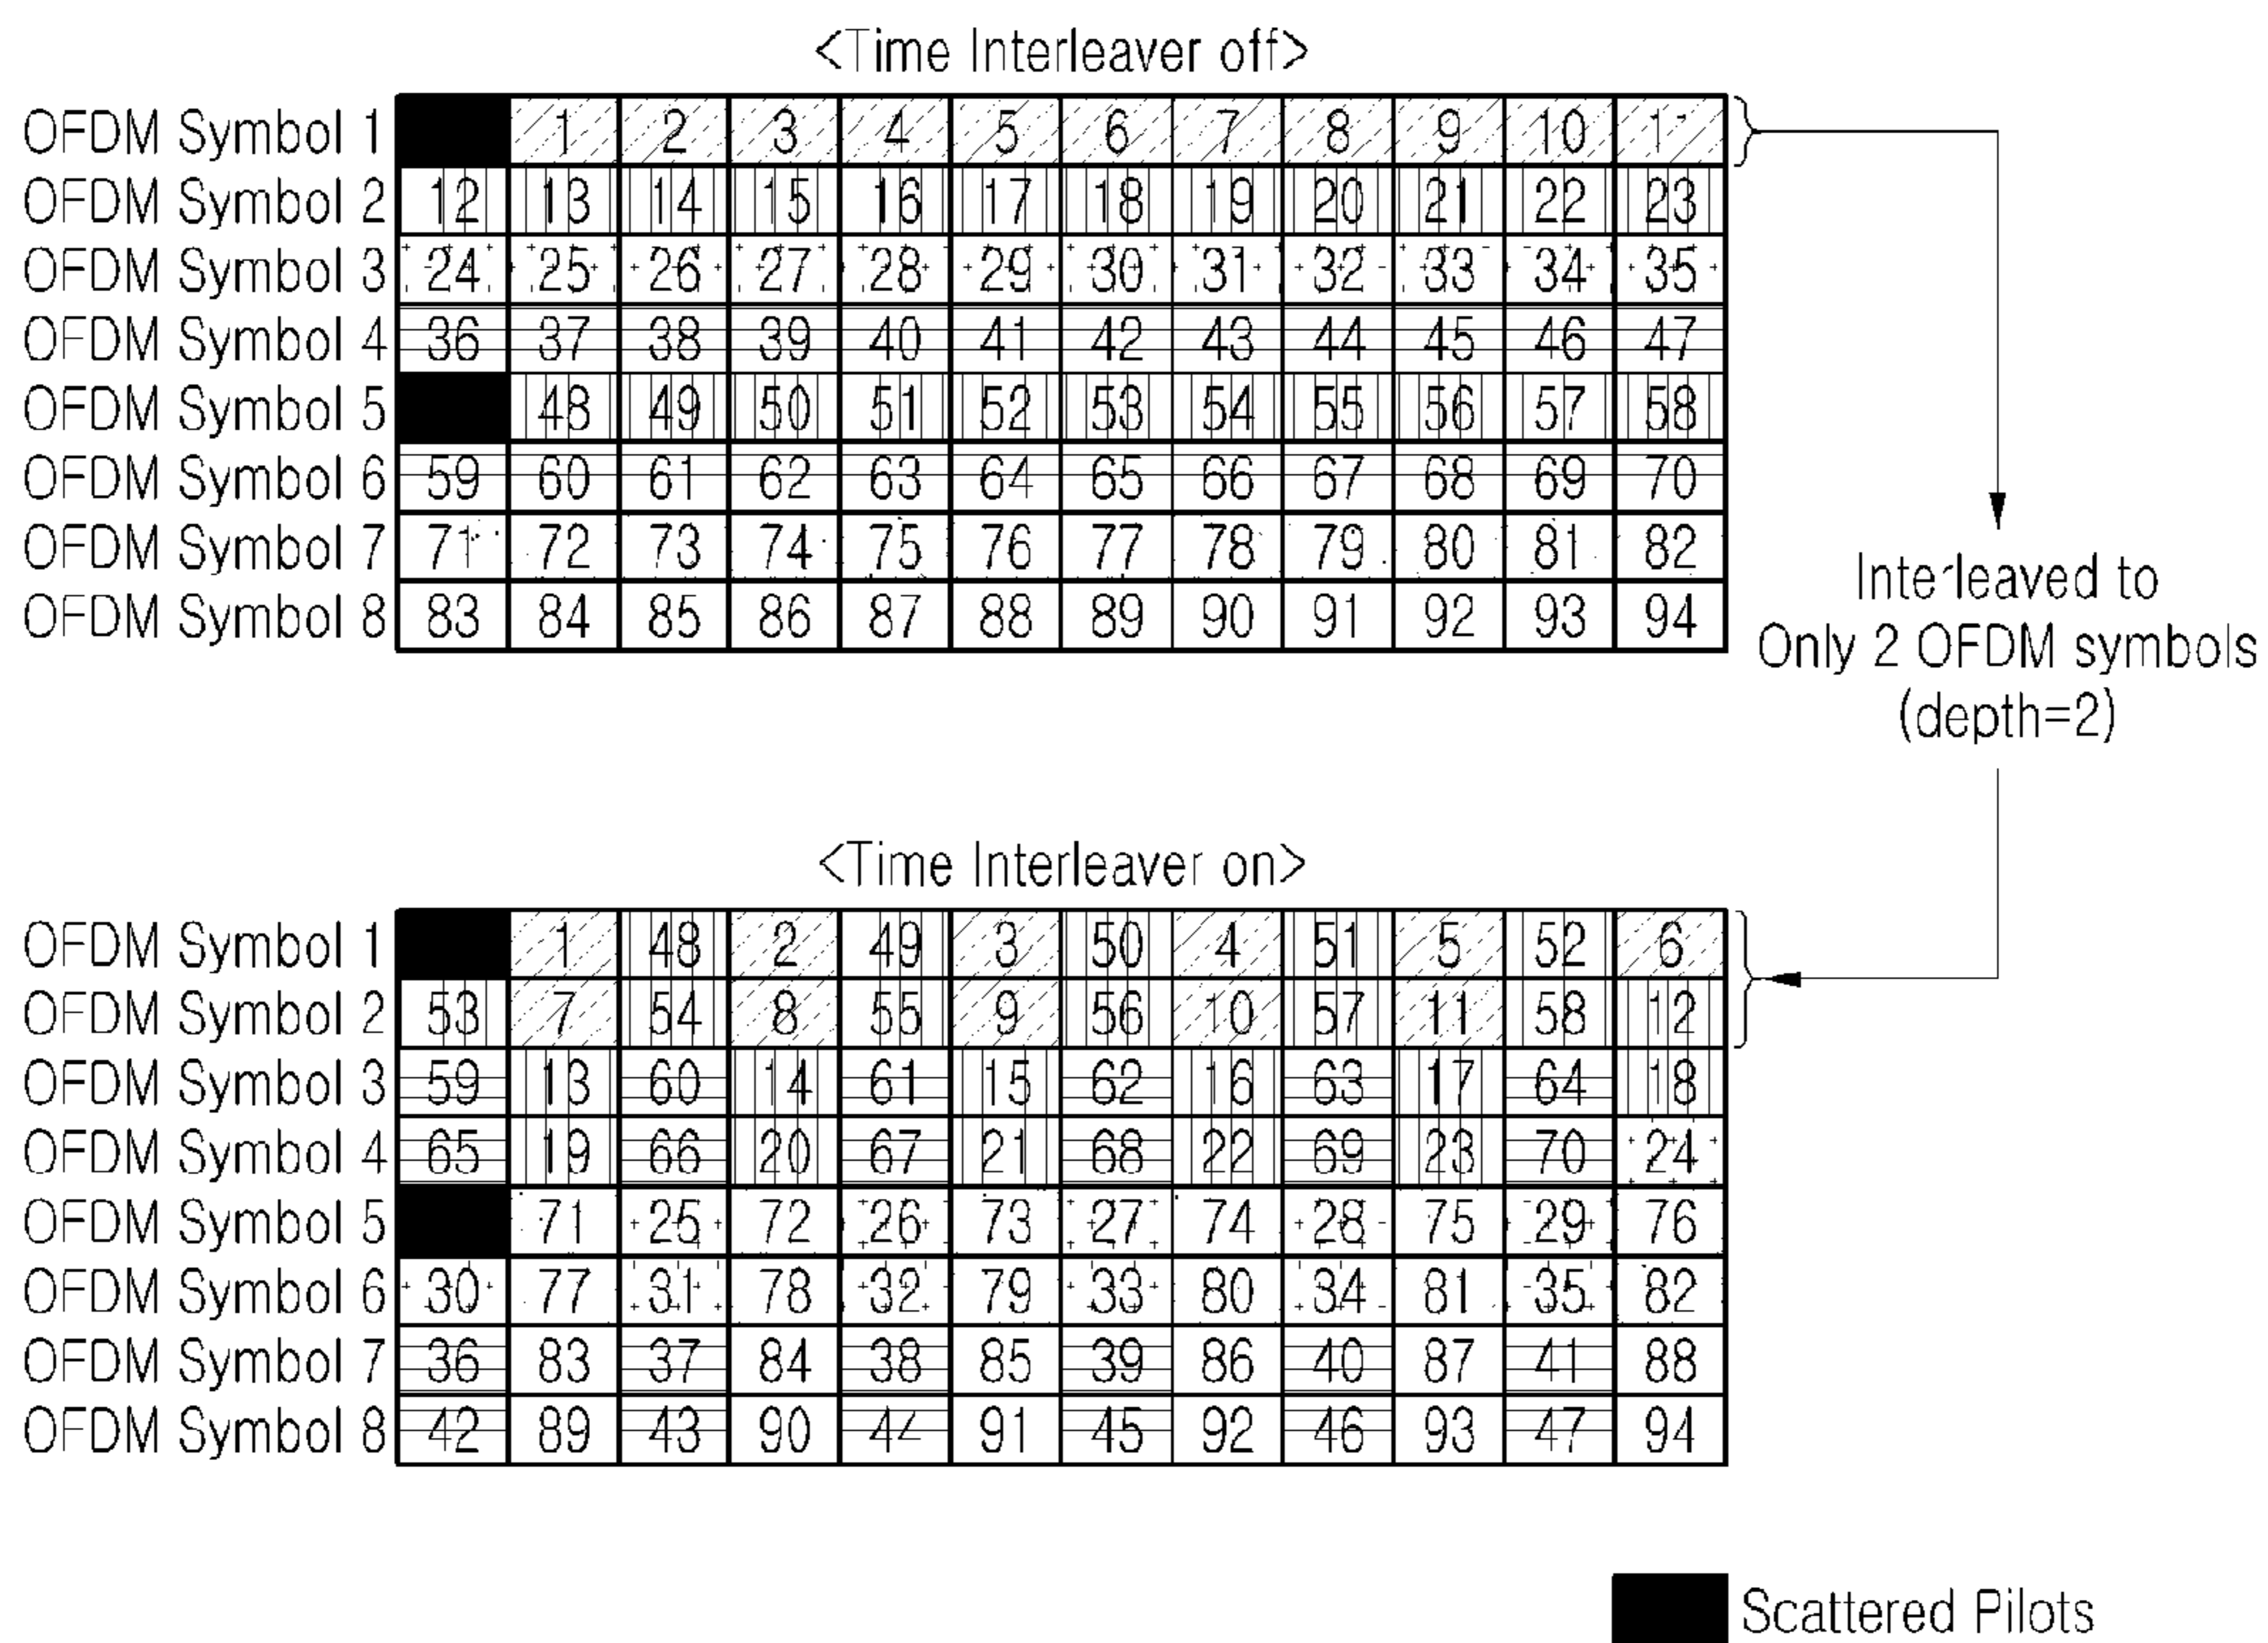 <Time Interleaver off>
OFDM Symbol 1 1 2 3 4 5 6 7 8 9 10 11
OFDM Symbol 2 12 13 14 15 16 17 18 19 20 21 22 23
OFDM Symbol 3 24 25 26 27 28 29 30 31 32 33 34 35
OFDM Symbol 4 36 37 38 39 40 41 42 43 44 45 46 47
OFDM Symbol 5 48 49 50 51 52 53 54 55 56 57 58
OFDM Symbol 6 59 60 61 62 63 64 65 66 67 68 69 70
OFDM Symbol 7 71 72 73 74 75 76 77 78 79 80 81 82
OFDM Symbol 8 83 84 85 86 87 88 89 90 91 92 93 94
Interleaved to
Only 2 OFDM symbols
(depth=2)
<Time Interleaver on>
OFDM Symbol 1 1 48 2 49 3 50 4 51 5 52 6
OFDM Symbol 2 53 7 54 8 55 9 56 10 57 11 58 12
OFDM Symbol 3 59 13 60 14 61 15 62 16 63 17 64 18
OFDM Symbol 4 65 19 66 20 67 21 68 22 69 23 70 24
OFDM Symbol 5 71 25 72 26 73 27 74 28 75 29 76
OFDM Symbol 6 30 77 31 78 32 79 33 80 34 81 35 82
OFDM Symbol 7 36 83 37 84 38 85 39 86 40 87 41 88
OFDM Symbol 8 42 89 43 90 44 91 45 92 46 93 47 94
Scattered Pilots